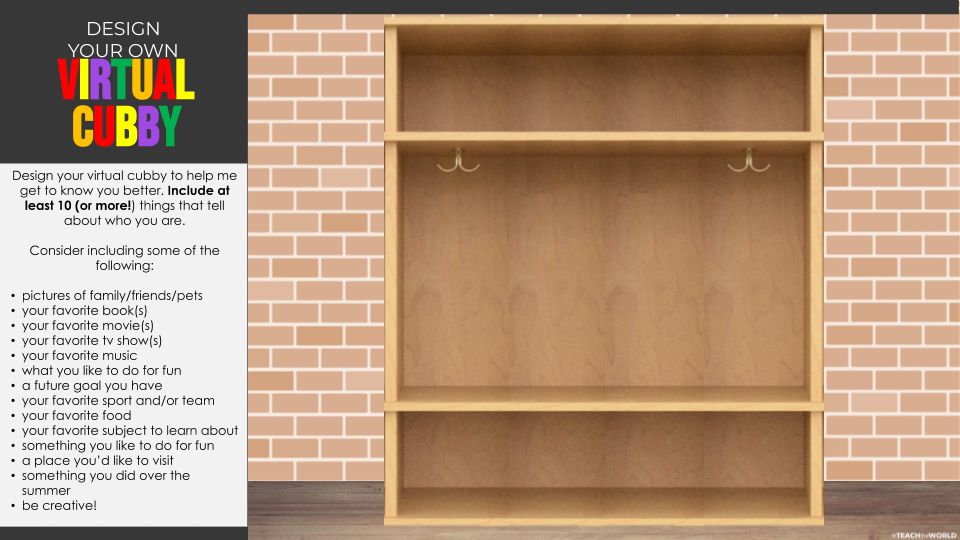 DESIGN
YOUR OWN
VIRTUAL
CUBBY
Design your virtual cubby to help me
get to know you better. Include at
least 10 (or more!) things that tell
about who you are.
Consider including some of the
following:
• pictures of family/friends/pets
• your favorite book(s)
• your favorite movie(s)
• your favorite tv show(s)
• your favorite music
• what you like to do for fun
• a future goal you have
• your favorite sport and/or team
• your favorite food
• your favorite subject to learn about
• something you like to do for fun
• a place you’d like to visit
• something you did over the
summer
• be creative!
©TEACHtheWORLD